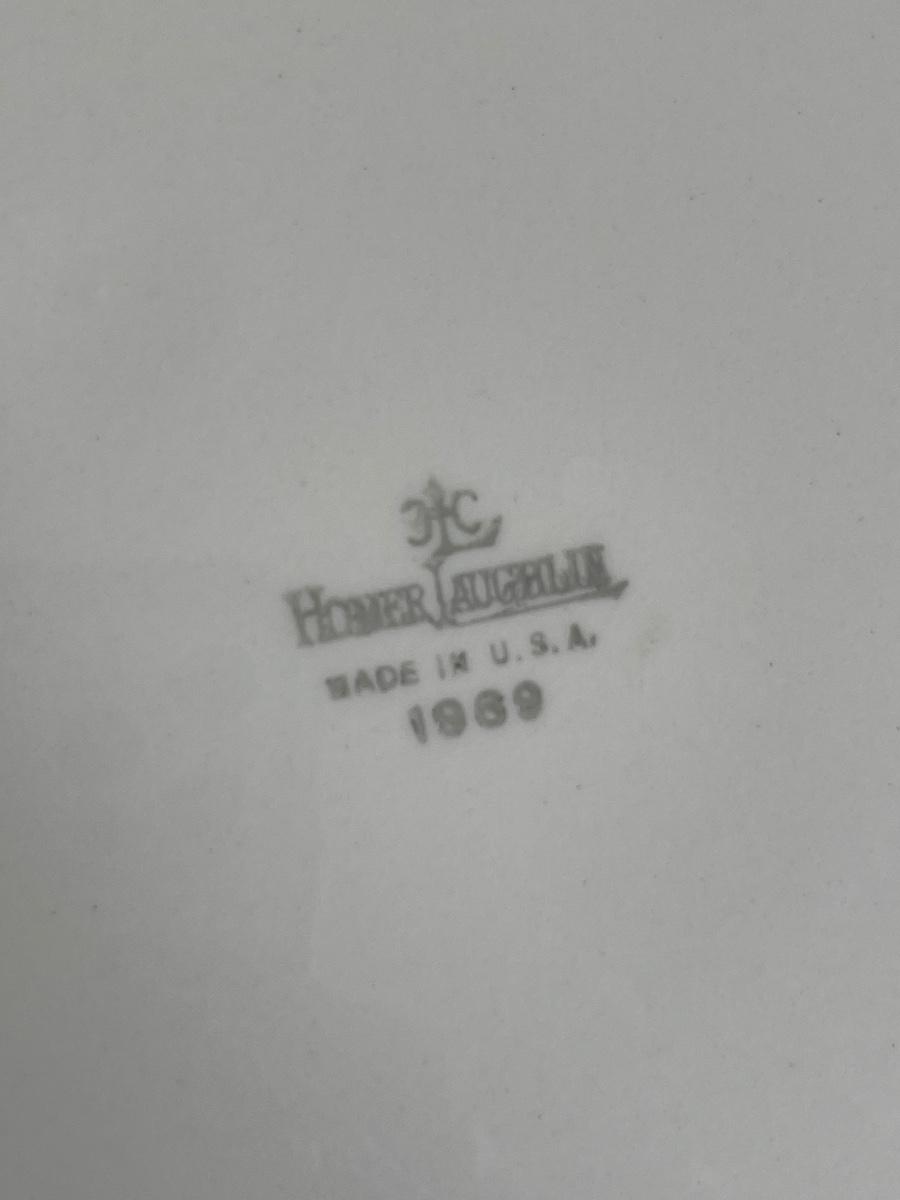 HLC
HOMER LAUGHLIN
MADE IN U.S.A.
1969